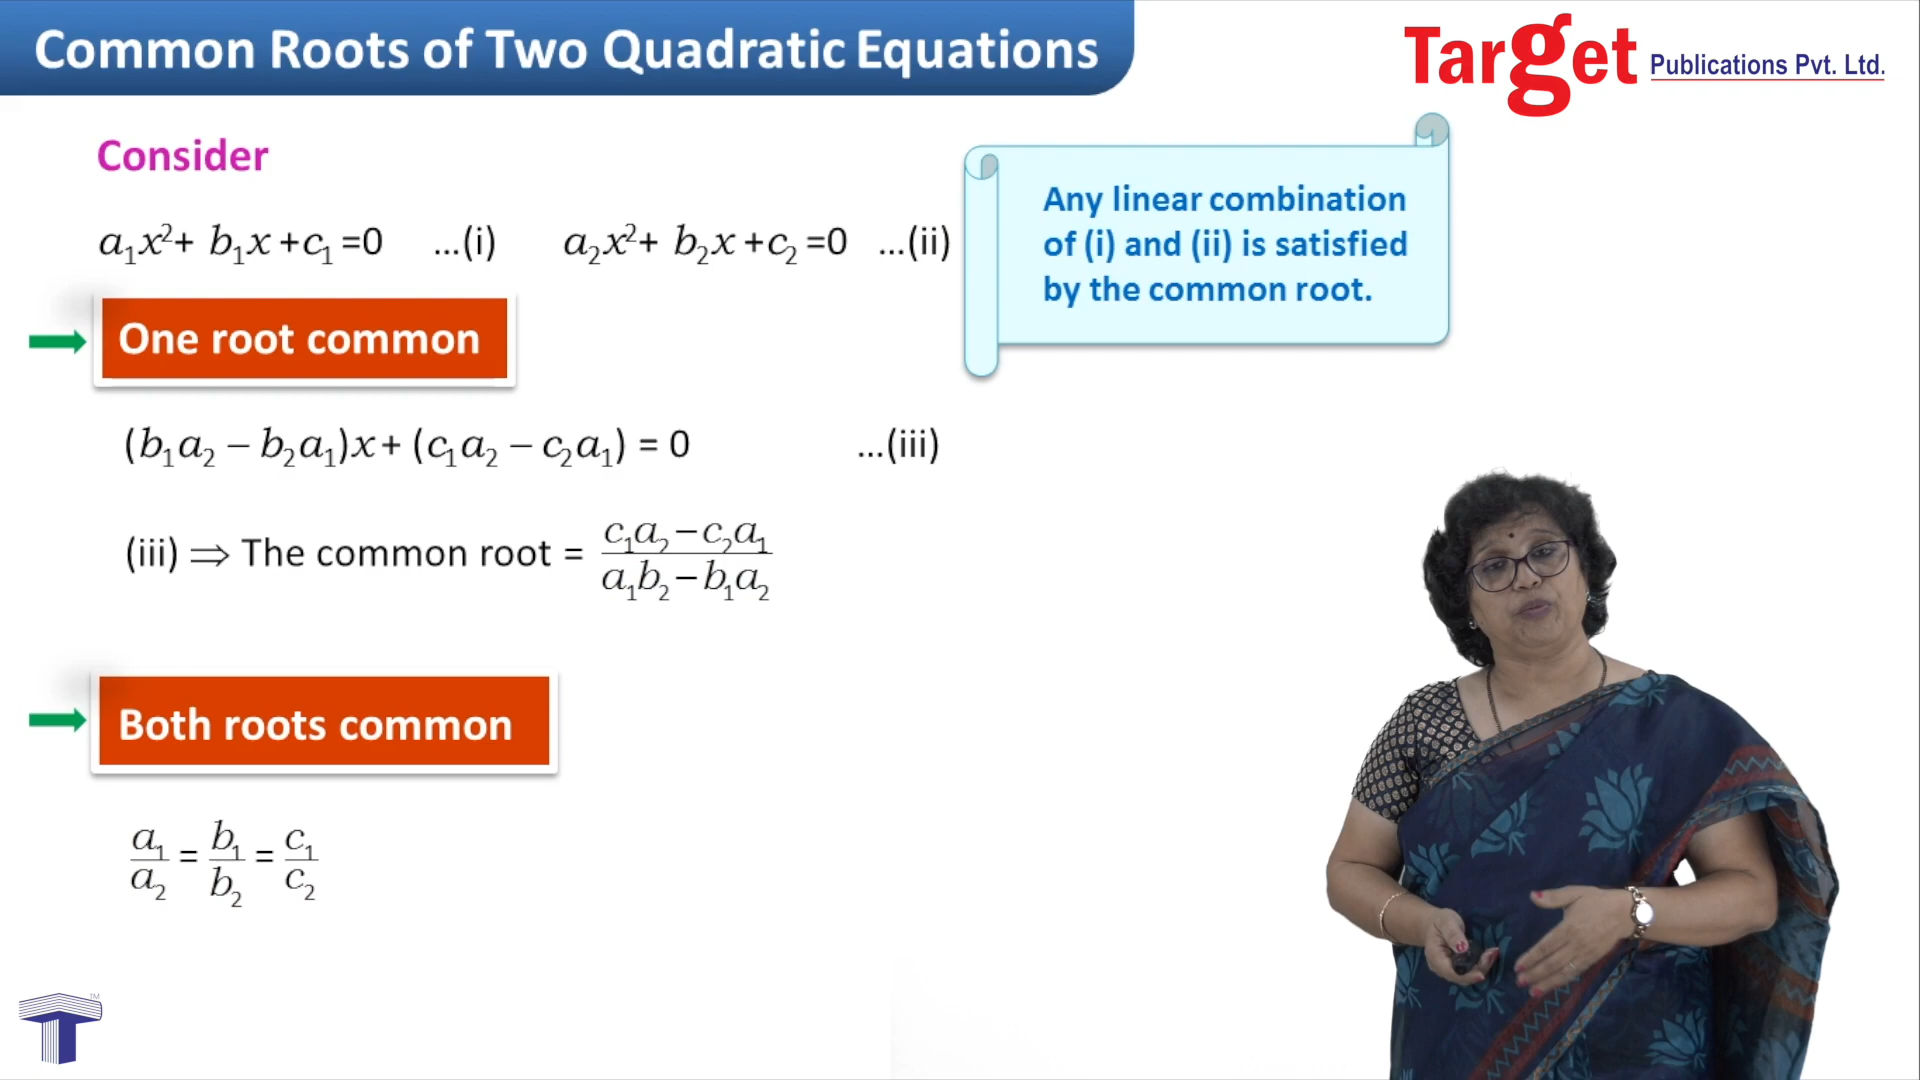 Common Roots of Two Quadratic Equations
Target Publications Pvt. Ltd.
Consider
a₁x²+ b₁x +c₁ =0 ...(i) a₂x²+ b₂x +c₂ =0 ...(ii)
Any linear combination
of (i) and (ii) is satisfied
by the common root.
One root common
(b₁a₂ – b₂a₁)x + (c₁a₂ – c₂a₁) = 0 ...(iii)
(iii) ⇒ The common root = (c₁a₂ – c₂a₁)/(a₁b₂ – b₁a₂)
Both roots common
a₁/a₂ = b₁/b₂ = c₁/c₂
TM